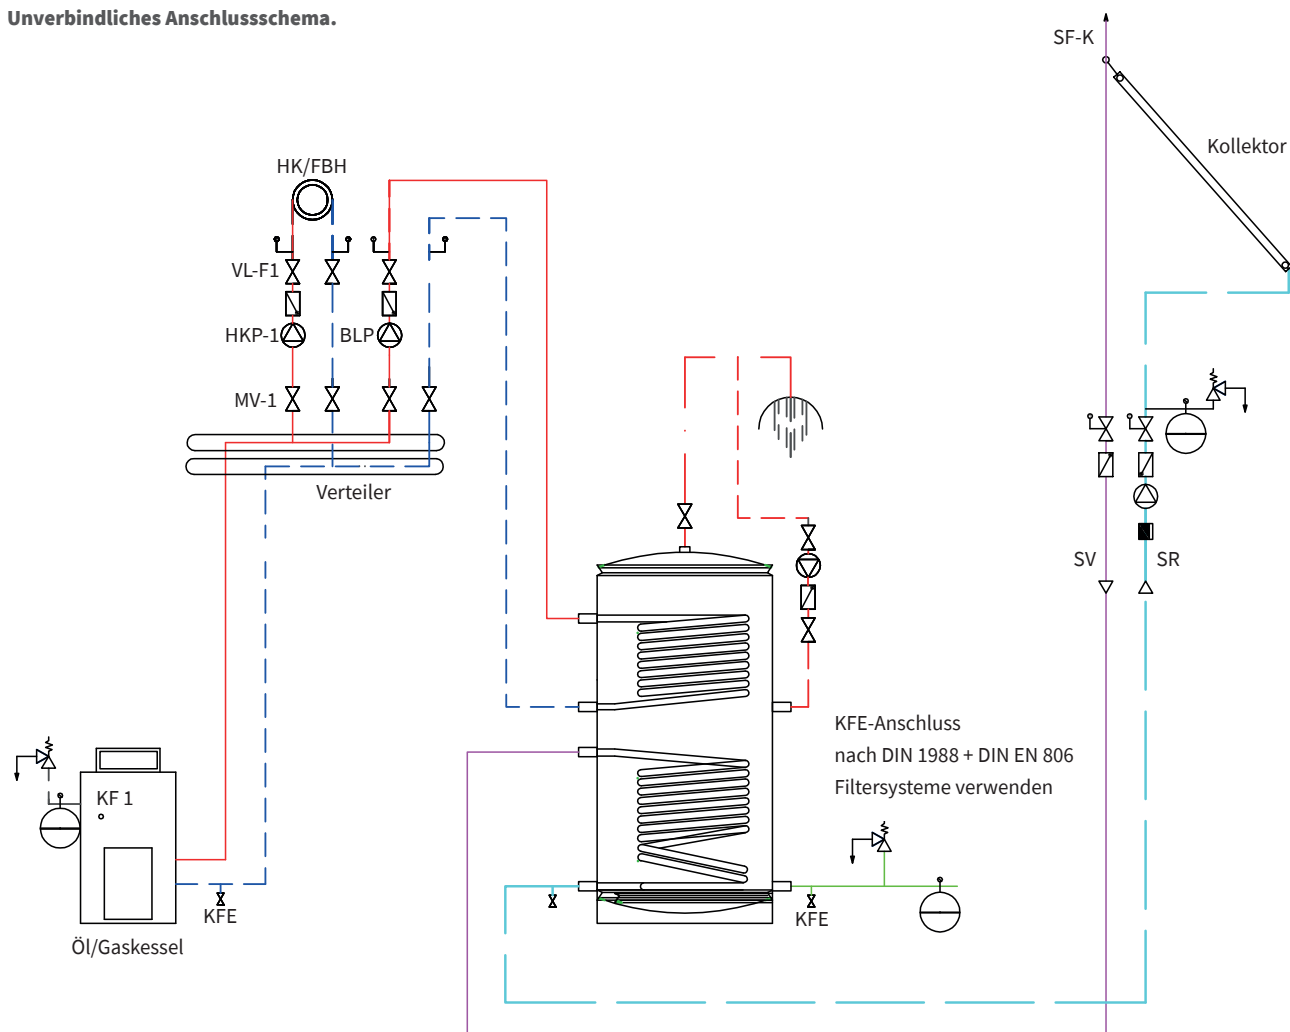 Unverbindliches Anschlussschema.
SF-K
Kollektor
HK/FBH
VL-F1
HKP-1
BLP
MV-1
Verteiler
SV
SR
KFE-Anschluss
nach DIN 1988 + DIN EN 806
Filtersysteme verwenden
KF 1
KFE
KFE
Öl/Gaskessel